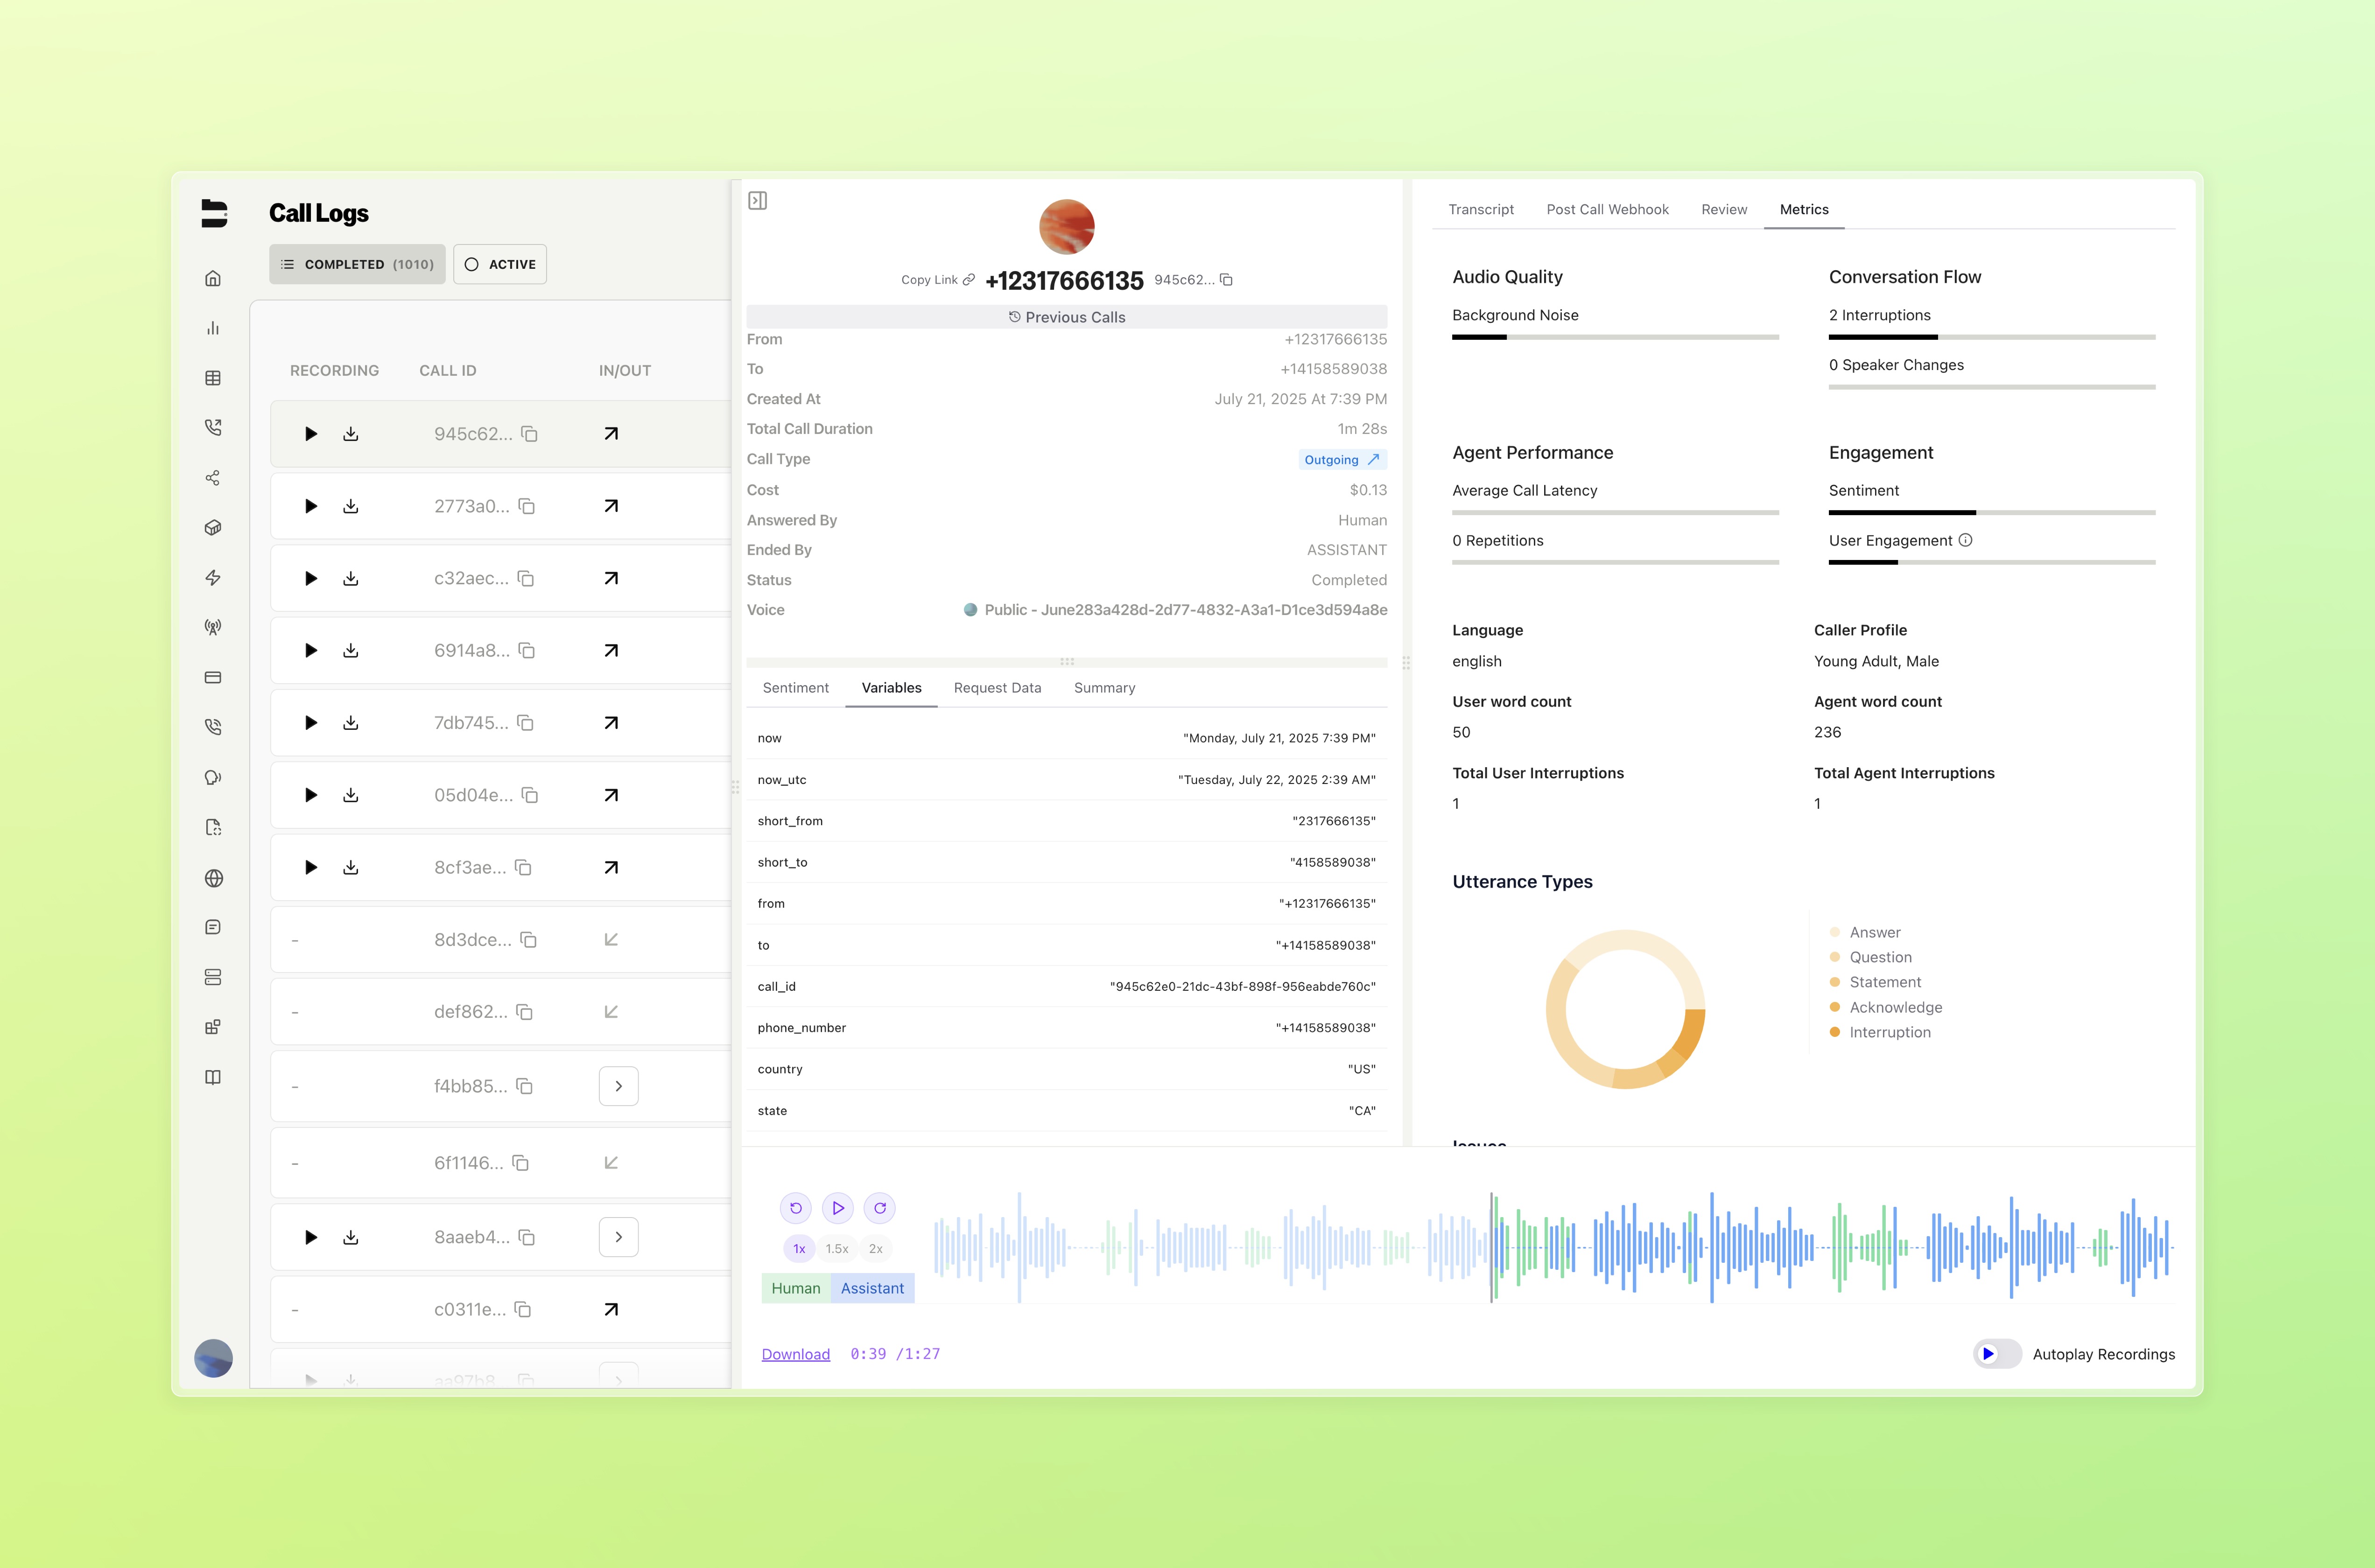 Call Logs
COMPLETED (1010)
ACTIVE
RECORDING CALL ID IN/OUT
945c62...
2773a0...
c32aec...
6914a8...
7db745...
05d04e...
8cf3ae...
- 8d3dce...
- def862...
- f4bb85...
- 6f1146...
8aaeb4...
- c0311e...
aa97b8...
Copy Link +12317666135 945c62...
Previous Calls
From +12317666135
To +14158589038
Created At July 21, 2025 At 7:39 PM
Total Call Duration 1m 28s
Call Type Outgoing
Cost $0.13
Answered By Human
Ended By ASSISTANT
Status Completed
Voice Public - June283a428d-2d77-4832-A3a1-D1ce3d594a8e
Sentiment Variables Request Data Summary
now "Monday, July 21, 2025 7:39 PM"
now_utc "Tuesday, July 22, 2025 2:39 AM"
short_from "2317666135"
short_to "4158589038"
from "+12317666135"
to "+14158589038"
call_id "945c62e0-21dc-43bf-898f-956eabde760c"
phone_number "+14158589038"
country "US"
state "CA"
Transcript Post Call Webhook Review Metrics
Audio Quality
Background Noise
Conversation Flow
2 Interruptions
0 Speaker Changes
Agent Performance
Average Call Latency
0 Repetitions
Engagement
Sentiment
User Engagement
Language
english
Caller Profile
Young Adult, Male
User word count
50
Agent word count
236
Total User Interruptions
1
Total Agent Interruptions
1
Utterance Types
Answer
Question
Statement
Acknowledge
Interruption
Issues
1x 1.5x 2x
Human Assistant
Download 0:39 /1:27
Autoplay Recordings